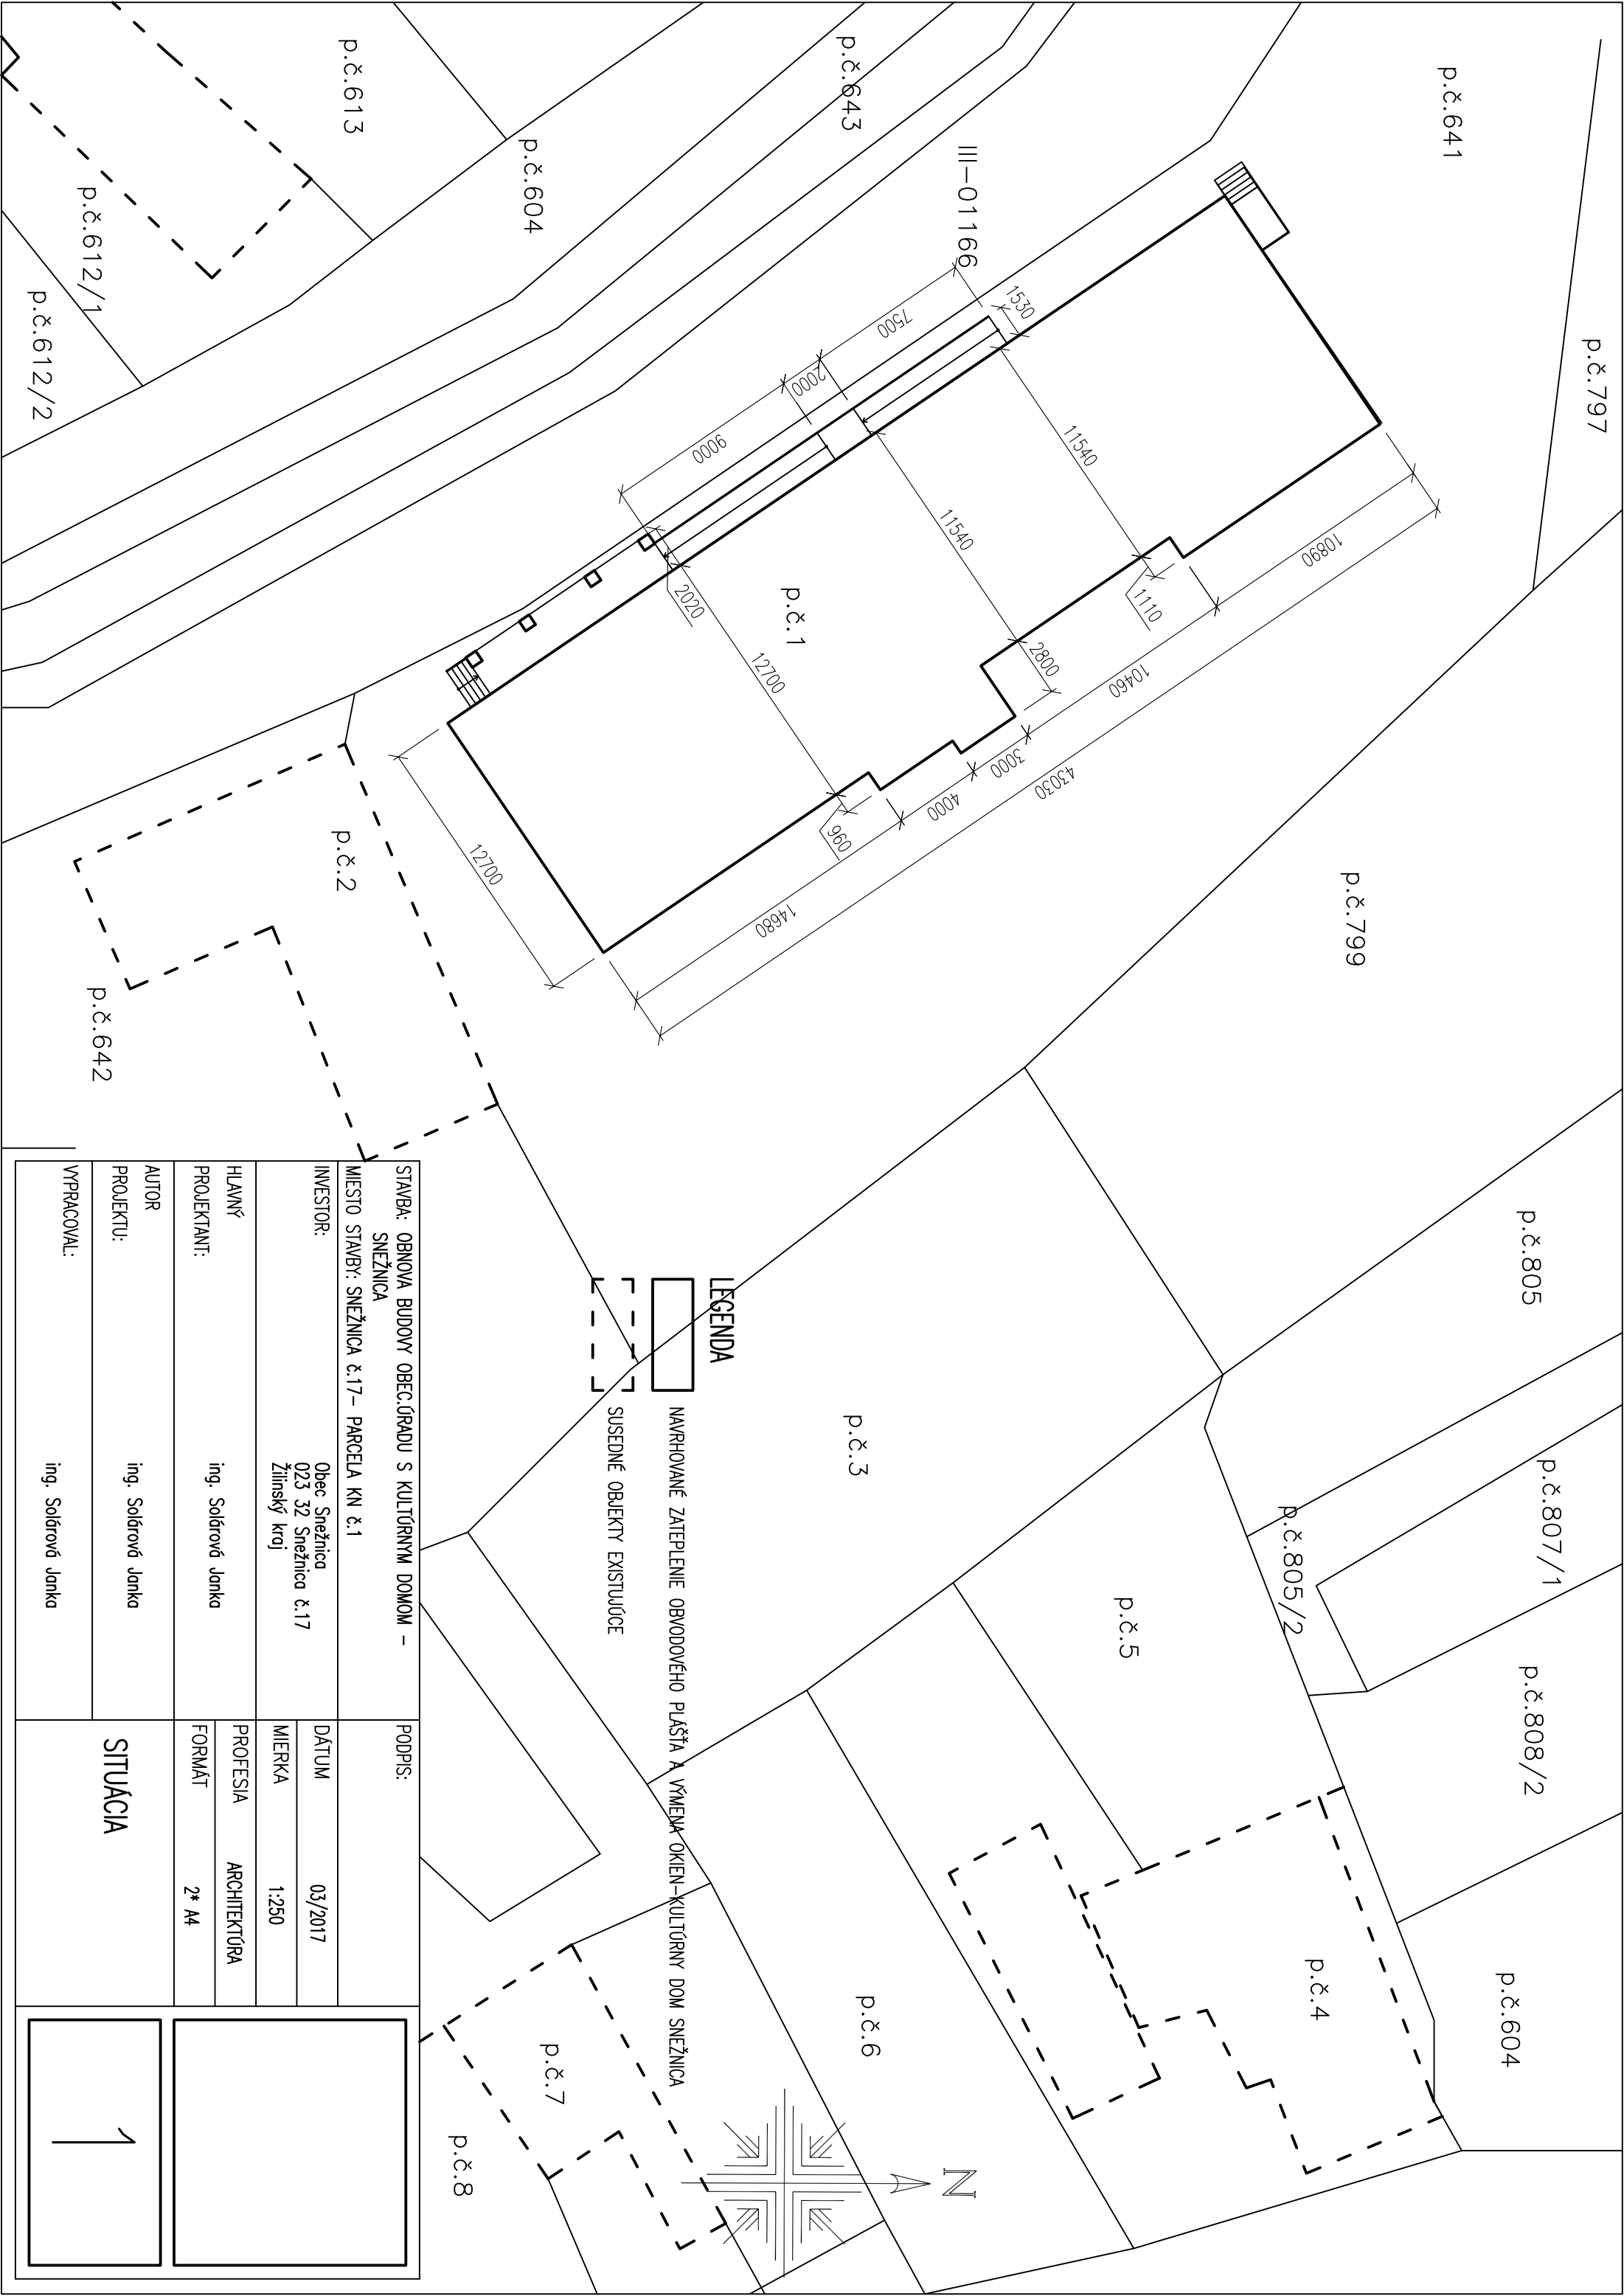 p.č.797
p.č.641
III-01166
p.č.643
p.č.604
p.č.613
p.č.612/1
p.č.612/2
p.č.1
1530
7500
2000
9000
11540
11540
12700
2020
1110
2800
960
10890
10460
3000
4000
43030
14680
12700
p.č.2
p.č.642
p.č.799
p.č.805
p.č.807/1
p.č.805/2
p.č.808/2
p.č.604
p.č.3
p.č.5
p.č.4
p.č.6
p.č.7
p.č.8
N
LEGENDA
NAVRHOVANÉ ZATEPLENIE OBVODOVÉHO PLÁŠŤA A VÝMENA OKIEN-KULTÚRNY DOM SNEŽNICA
SUSEDNÉ OBJEKTY EXISTUJÚCE
STAVBA: OBNOVA BUDOVY OBEC.ÚRADU S KULTÚRNYM DOMOM -
SNEŽNICA
MIESTO STAVBY: SNEŽNICA č.17- PARCELA KN č.1
INVESTOR:
Obec Snežnica
023 32 Snežnica č.17
Žilinský kraj
HLAVNÝ
PROJEKTANT:
ing. Solárová Janka
AUTOR
PROJEKTU:
ing. Solárová Janka
VYPRACOVAL:
ing. Solárová Janka
PODPIS:
DÁTUM 03/2017
MIERKA 1:250
PROFESIA ARCHITEKTÚRA
FORMÁT 2* A4
SITUÁCIA
1